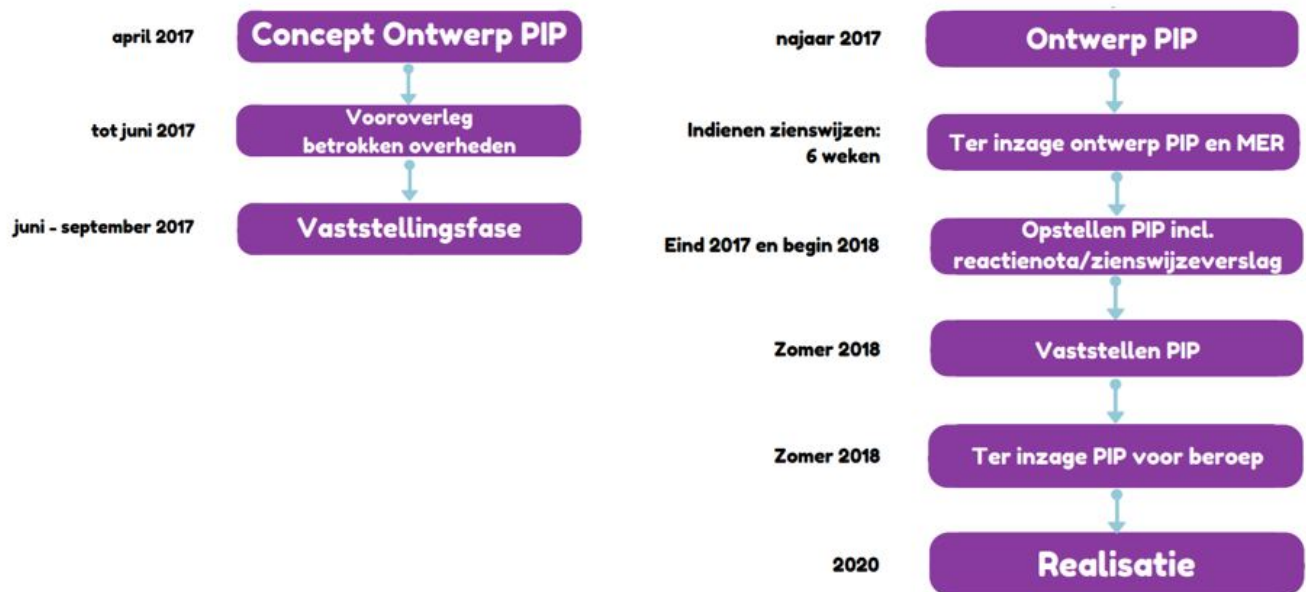 april 2017
Concept Ontwerp PIP
tot juni 2017
Vooroverleg
betrokken overheden
juni - september 2017
Vaststellingsfase
najaar 2017
Ontwerp PIP
Indienen zienswijzen:
6 weken
Ter inzage ontwerp PIP en MER
Eind 2017 en begin 2018
Opstellen PIP incl.
reactienota/zienswijzeverslag
Zomer 2018
Vaststellen PIP
Zomer 2018
Ter inzage PIP voor beroep
2020
Realisatie